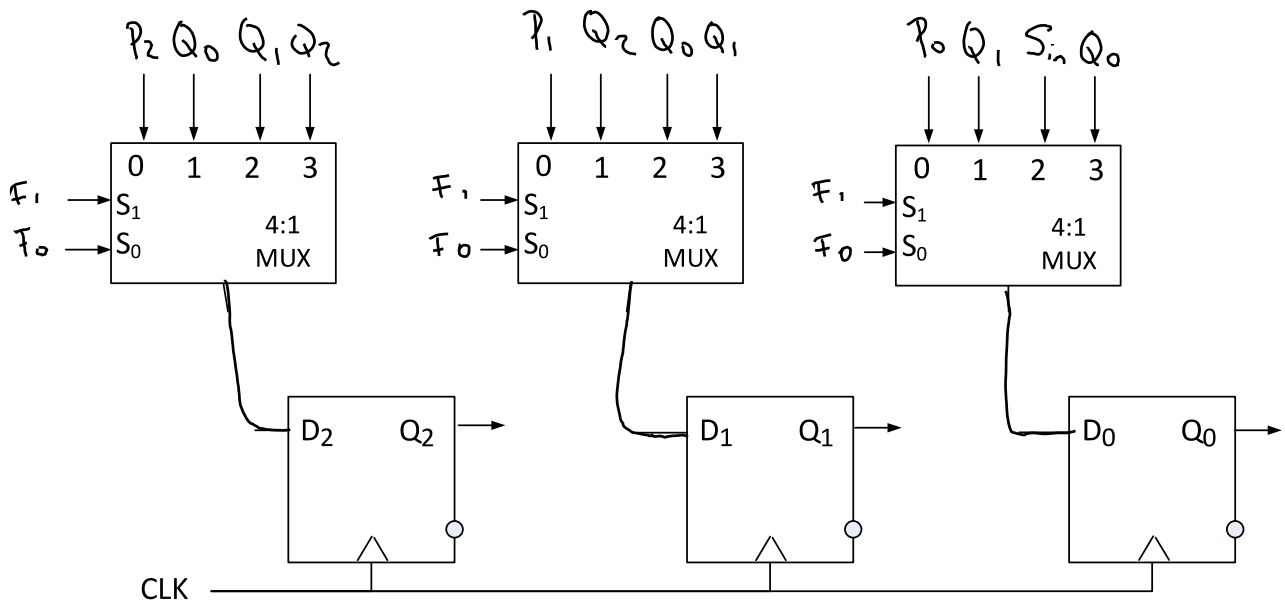 P₂ Q₀ Q₁ Q₂ P₁ Q₂ Q₀ Q₁ P₀ Q₁ Sᵢₙ Q₀
0 1 2 3 0 1 2 3 0 1 2 3
F₁ S₁ F₁ S₁ F₁ S₁
4:1 4:1 4:1
F₀ S₀ F₀ S₀ F₀ S₀
MUX MUX MUX
D₂ Q₂ D₁ Q₁ D₀ Q₀
CLK